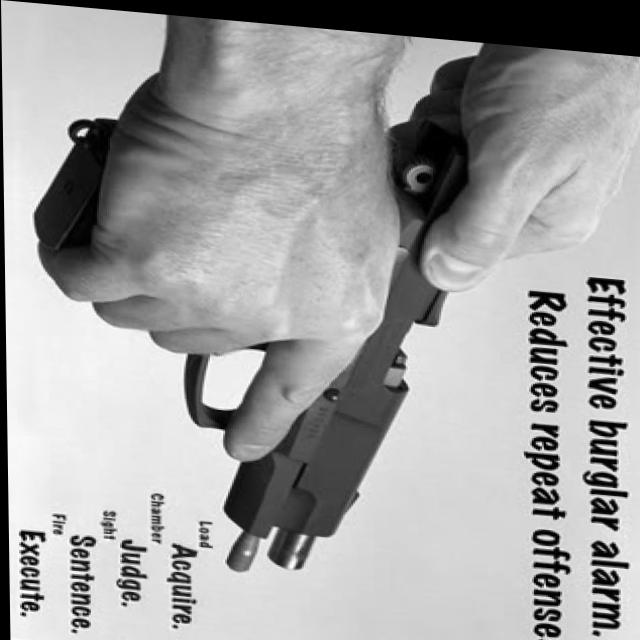 Effective burglar alarm.
Reduces repeat offense
Load
Acquire.
Chamber
Judge.
Sight
Sentence.
Fire
Execute.